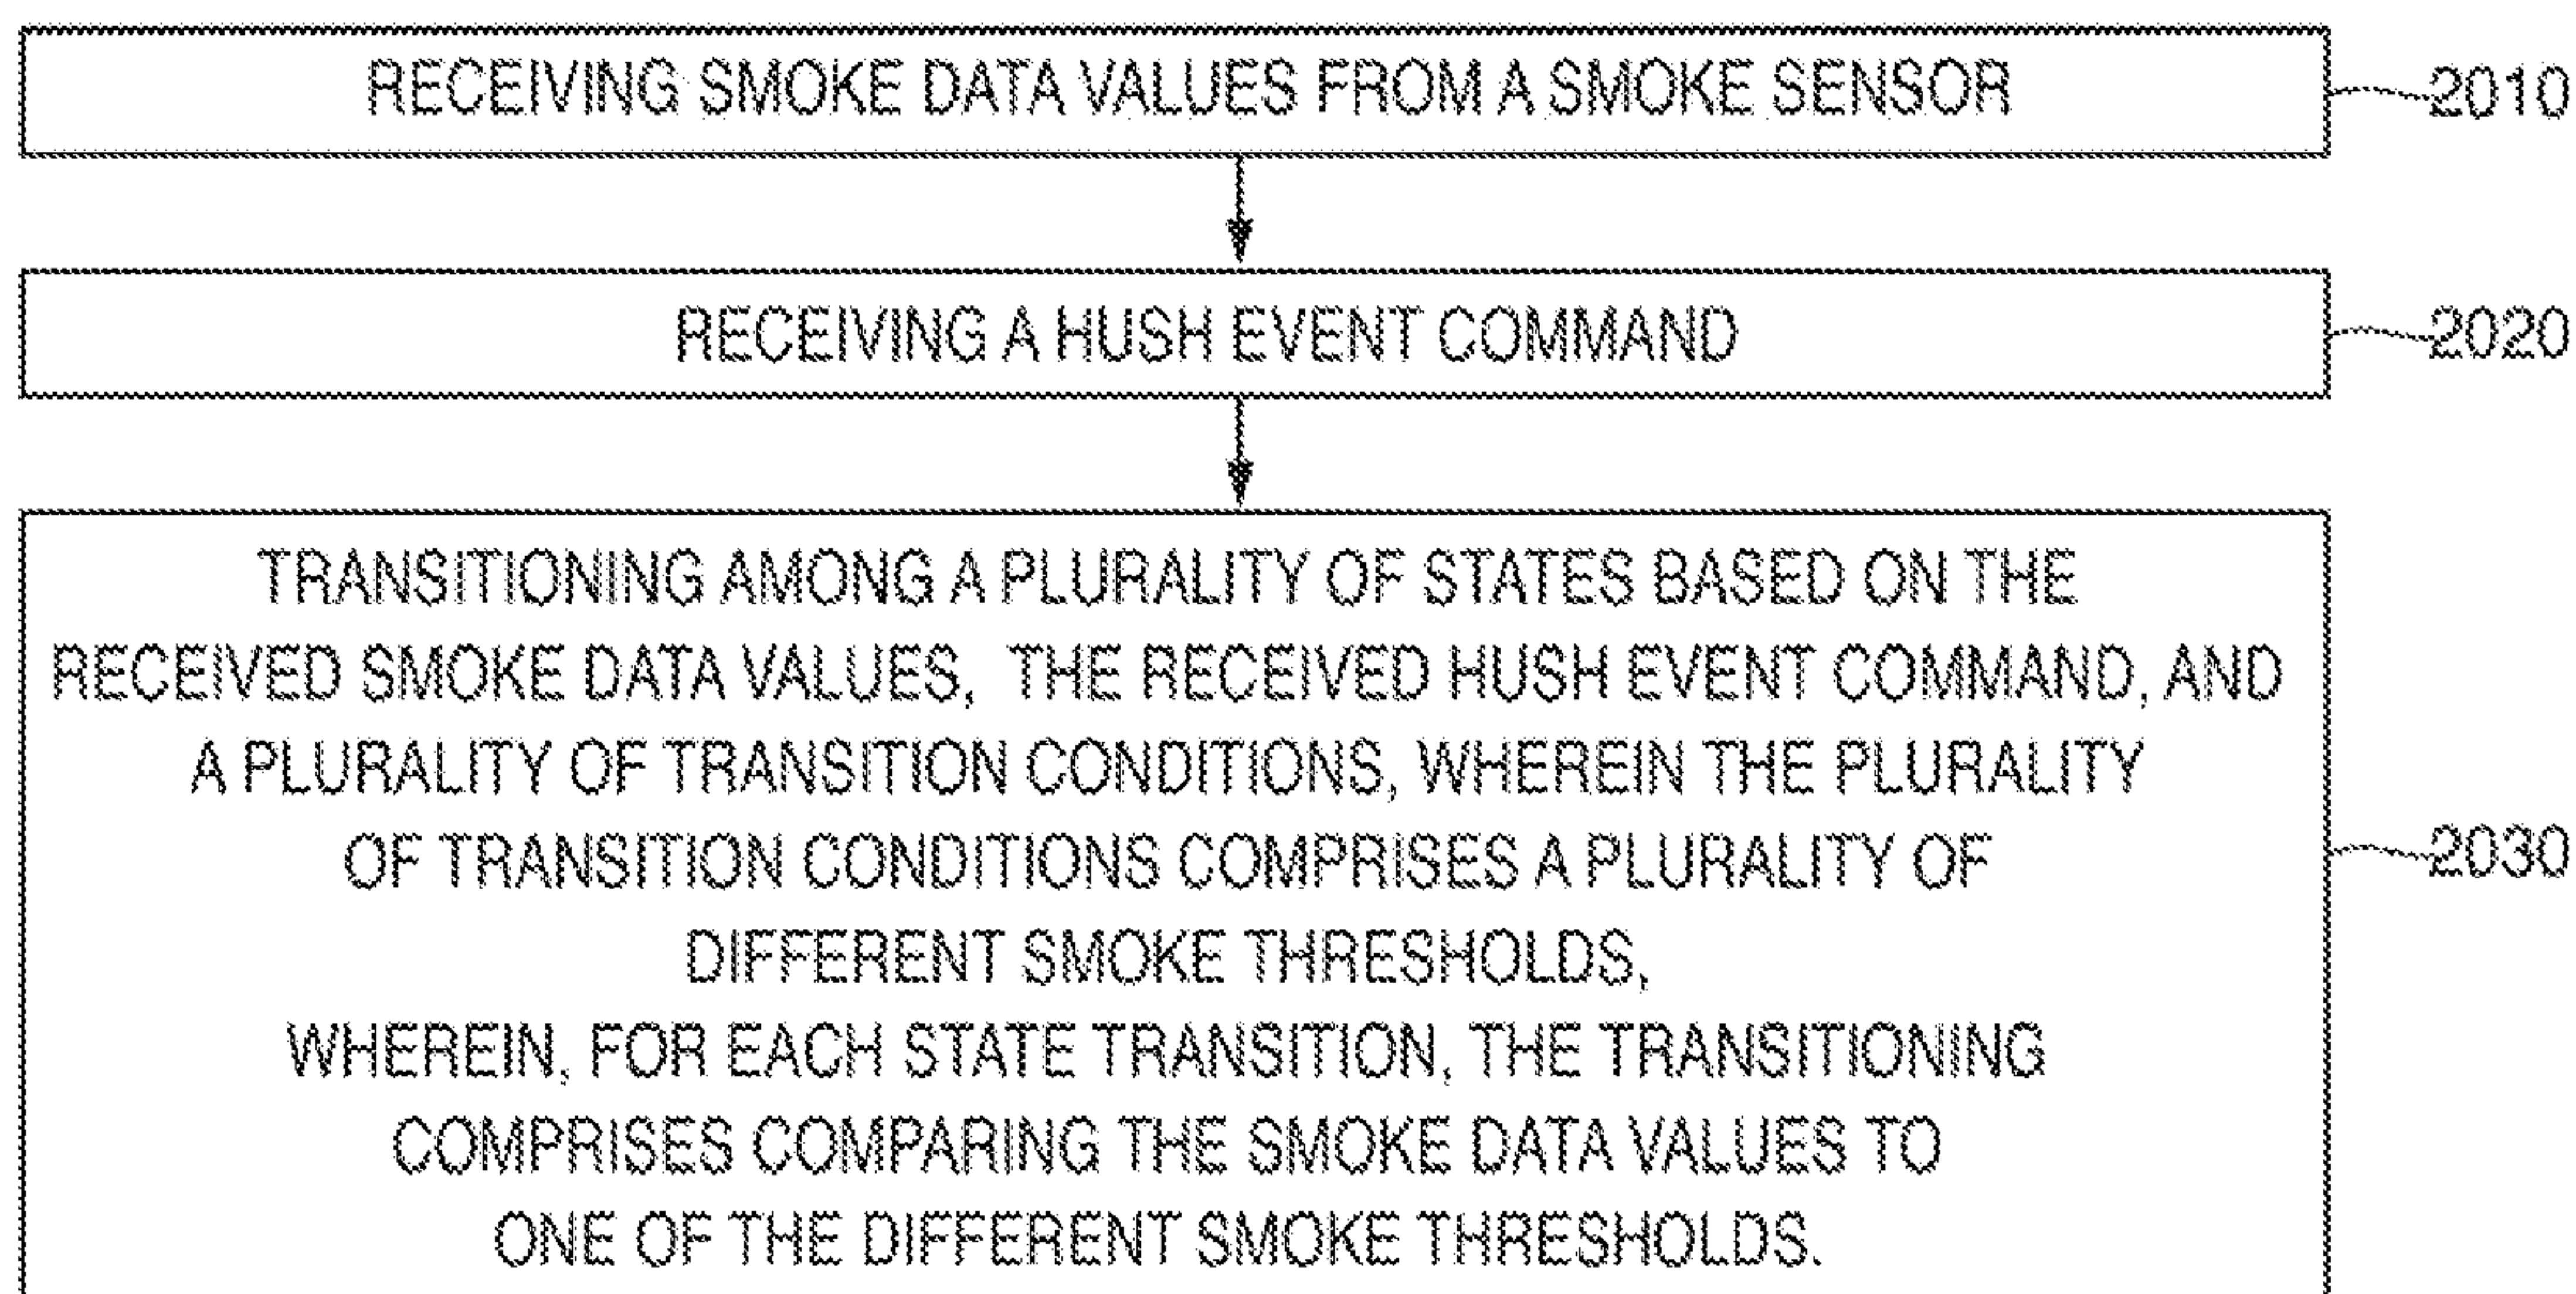 RECEIVING SMOKE DATA VALUES FROM A SMOKE SENSOR
2010
RECEIVING A HUSH EVENT COMMAND
2020
TRANSITIONING AMONG A PLURALITY OF STATES BASED ON THE
RECEIVED SMOKE DATA VALUES, THE RECEIVED HUSH EVENT COMMAND, AND
A PLURALITY OF TRANSITION CONDITIONS, WHEREIN THE PLURALITY
OF TRANSITION CONDITIONS COMPRISES A PLURALITY OF
DIFFERENT SMOKE THRESHOLDS,
WHEREIN, FOR EACH STATE TRANSITION, THE TRANSITIONING
COMPRISES COMPARING THE SMOKE DATA VALUES TO
ONE OF THE DIFFERENT SMOKE THRESHOLDS.
2030